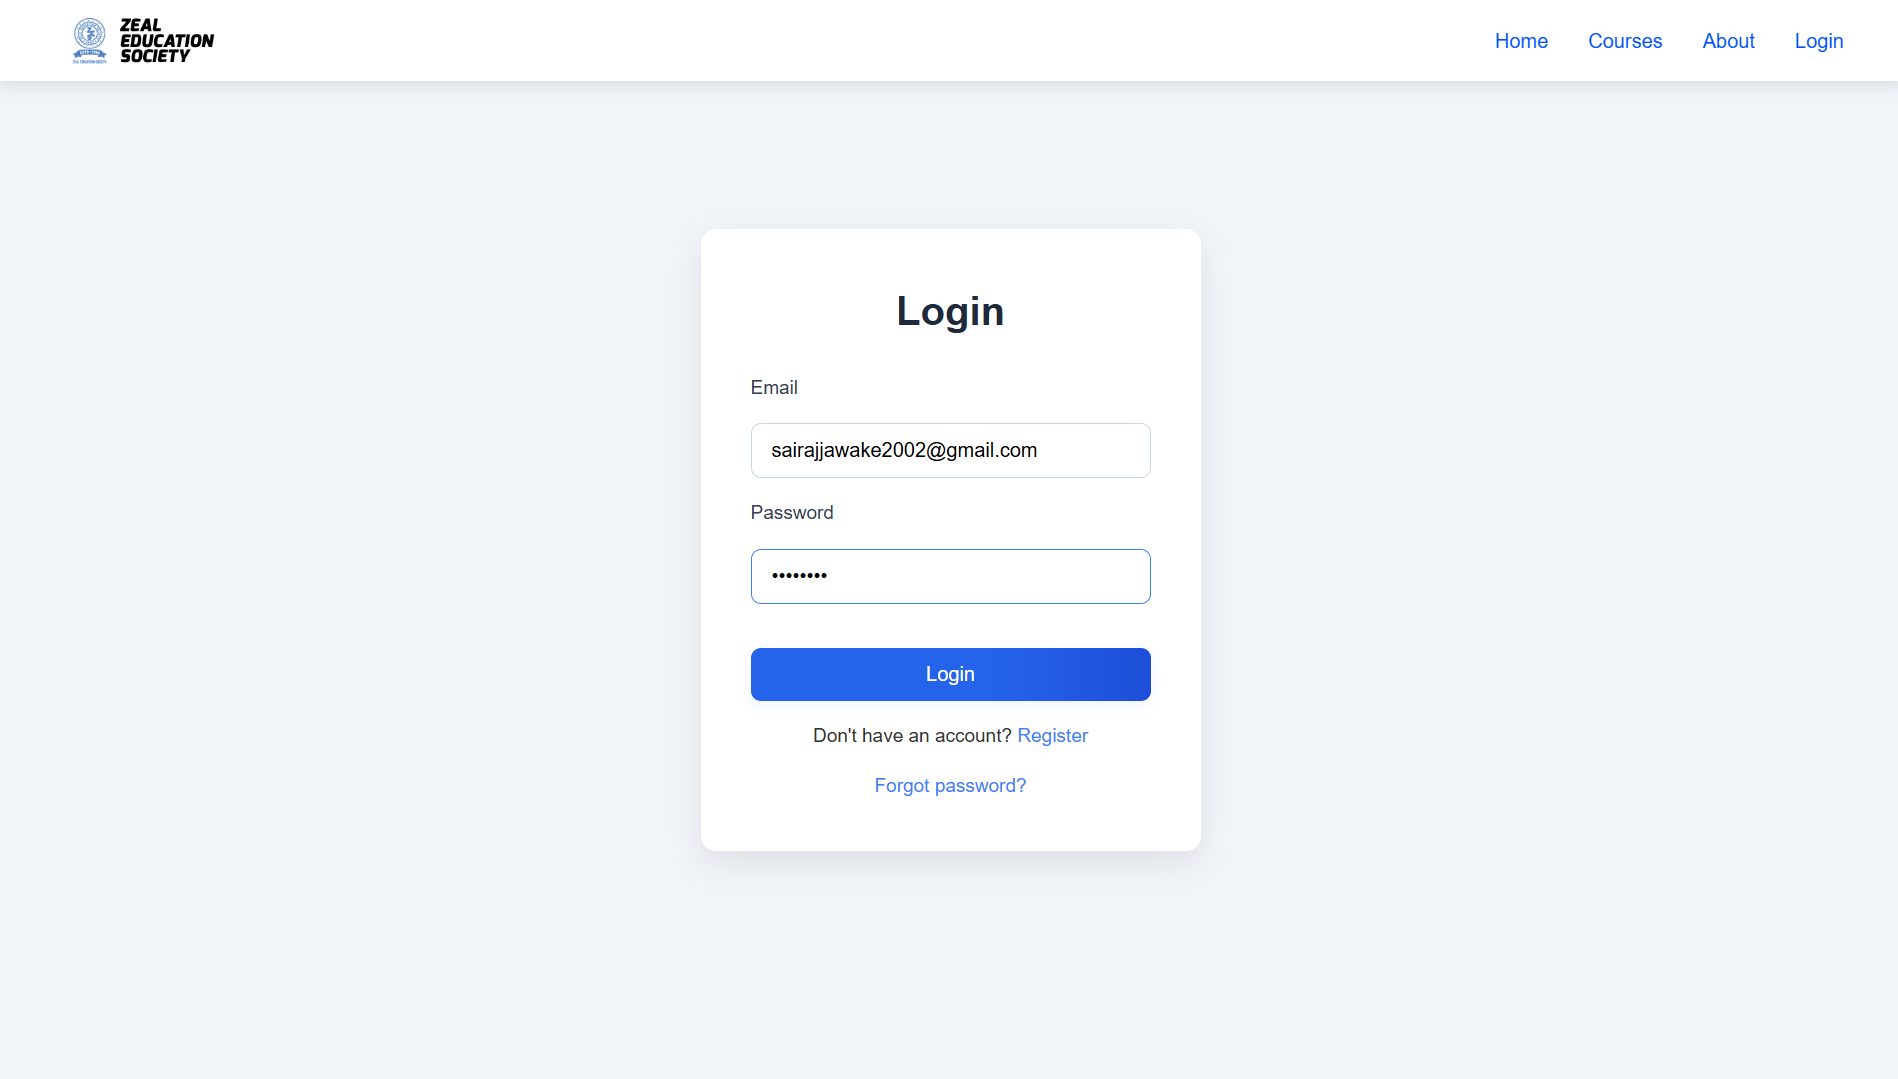 ZEAL
EDUCATION
SOCIETY
Home Courses About Login
Login
Email
sairajjawake2002@gmail.com
Password
••••••••
Login
Don't have an account? Register
Forgot password?